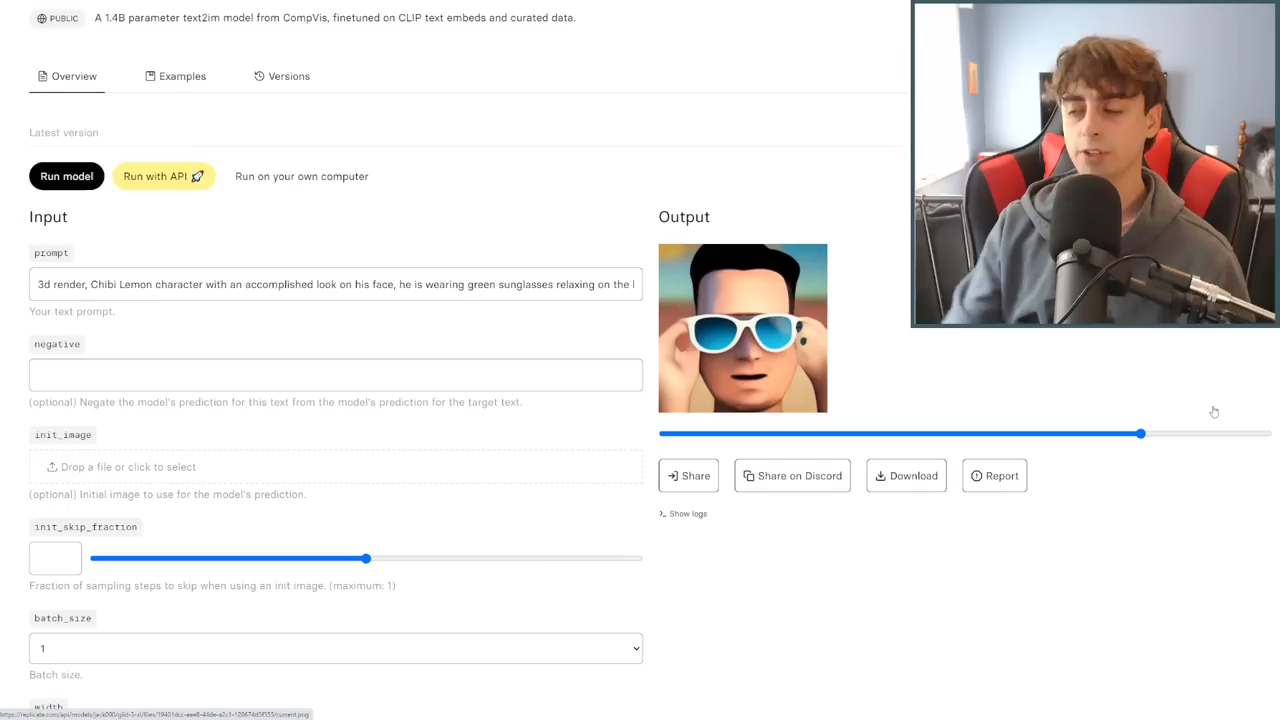 PUBLIC
A 1.4B parameter text2im model from CompVis, finetuned on CLIP text embeds and curated data.
Overview
Examples
Versions
Latest version
Run model
Run with API 🚀
Run on your own computer
Input
Output
prompt
3d render, Chibi Lemon character with an accomplished look on his face, he is wearing green sunglasses relaxing on the l
Your text prompt.
negative
(optional) Negate the model's prediction for this text from the model's prediction for the target text.
init_image
Drop a file or click to select
(optional) Initial image to use for the model's prediction.
init_skip_fraction
Fraction of sampling steps to skip when using an init image. (maximum: 1)
batch_size
1
Batch size.
width
Share
Share on Discord
Download
Report
Show logs